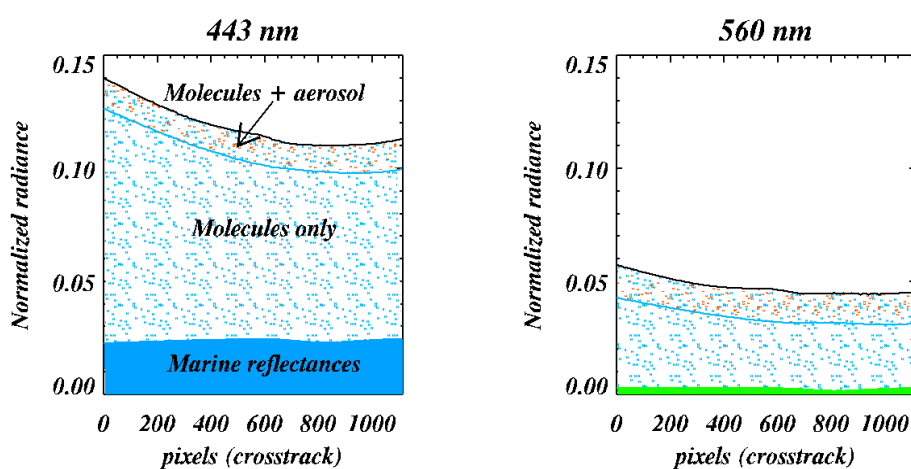 443 nm
0.15
0.10
0.05
0.00
Normalized radiance
Molecules + aerosol
Molecules only
Marine reflectances
0 200 400 600 800 1000
pixels (crosstrack)
560 nm
0.15
0.10
0.05
0.00
Normalized radiance
0 200 400 600 800 1000
pixels (crosstrack)